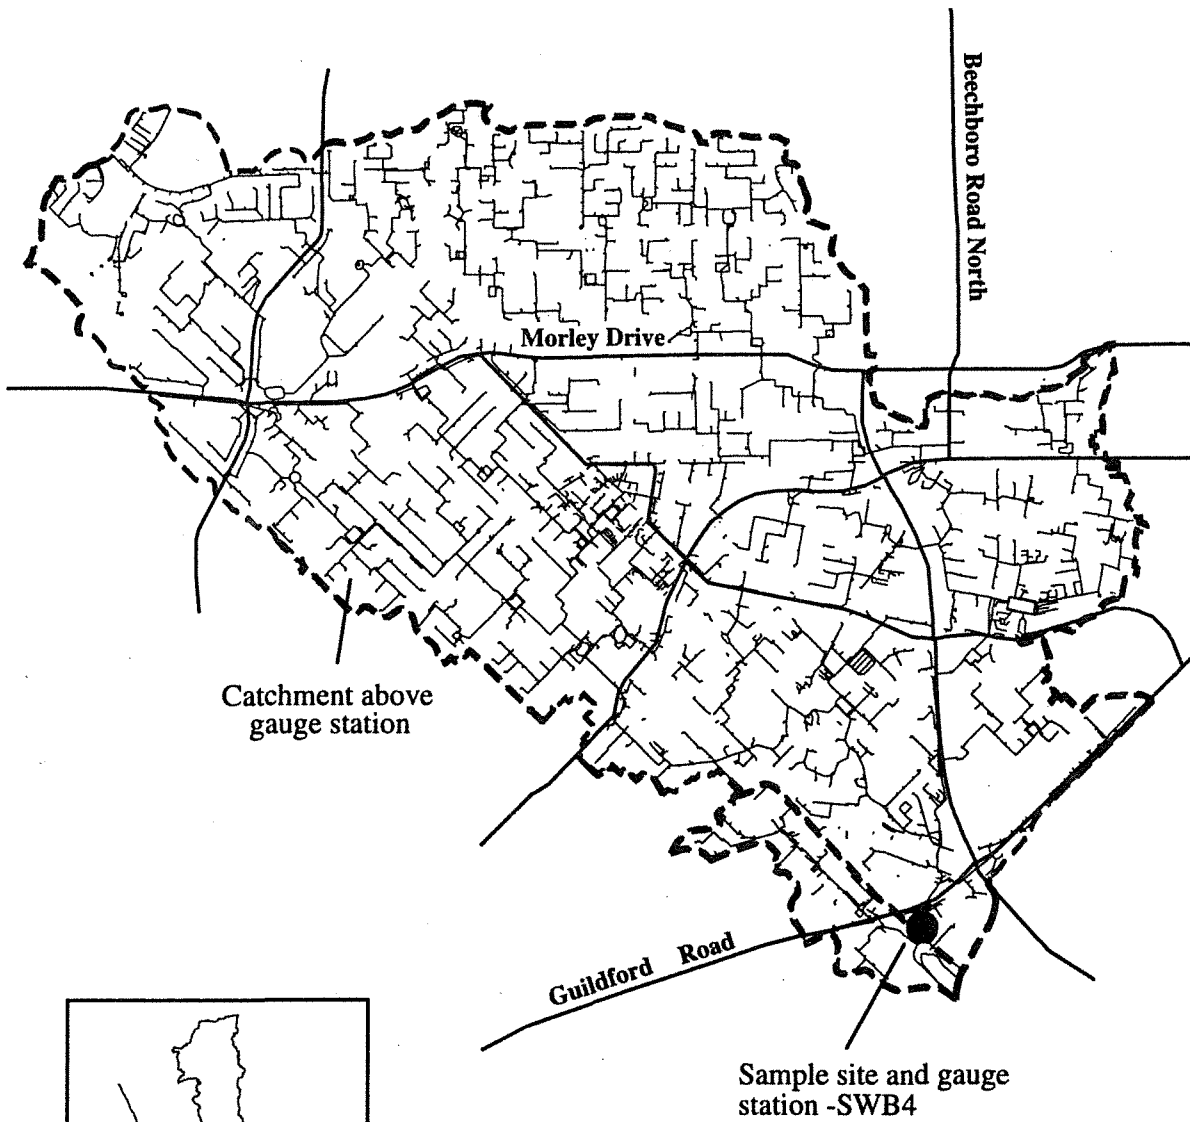 Beechboro Road North
Morley Drive
Catchment above
gauge station
Guildford Road
Sample site and gauge
station -SWB4